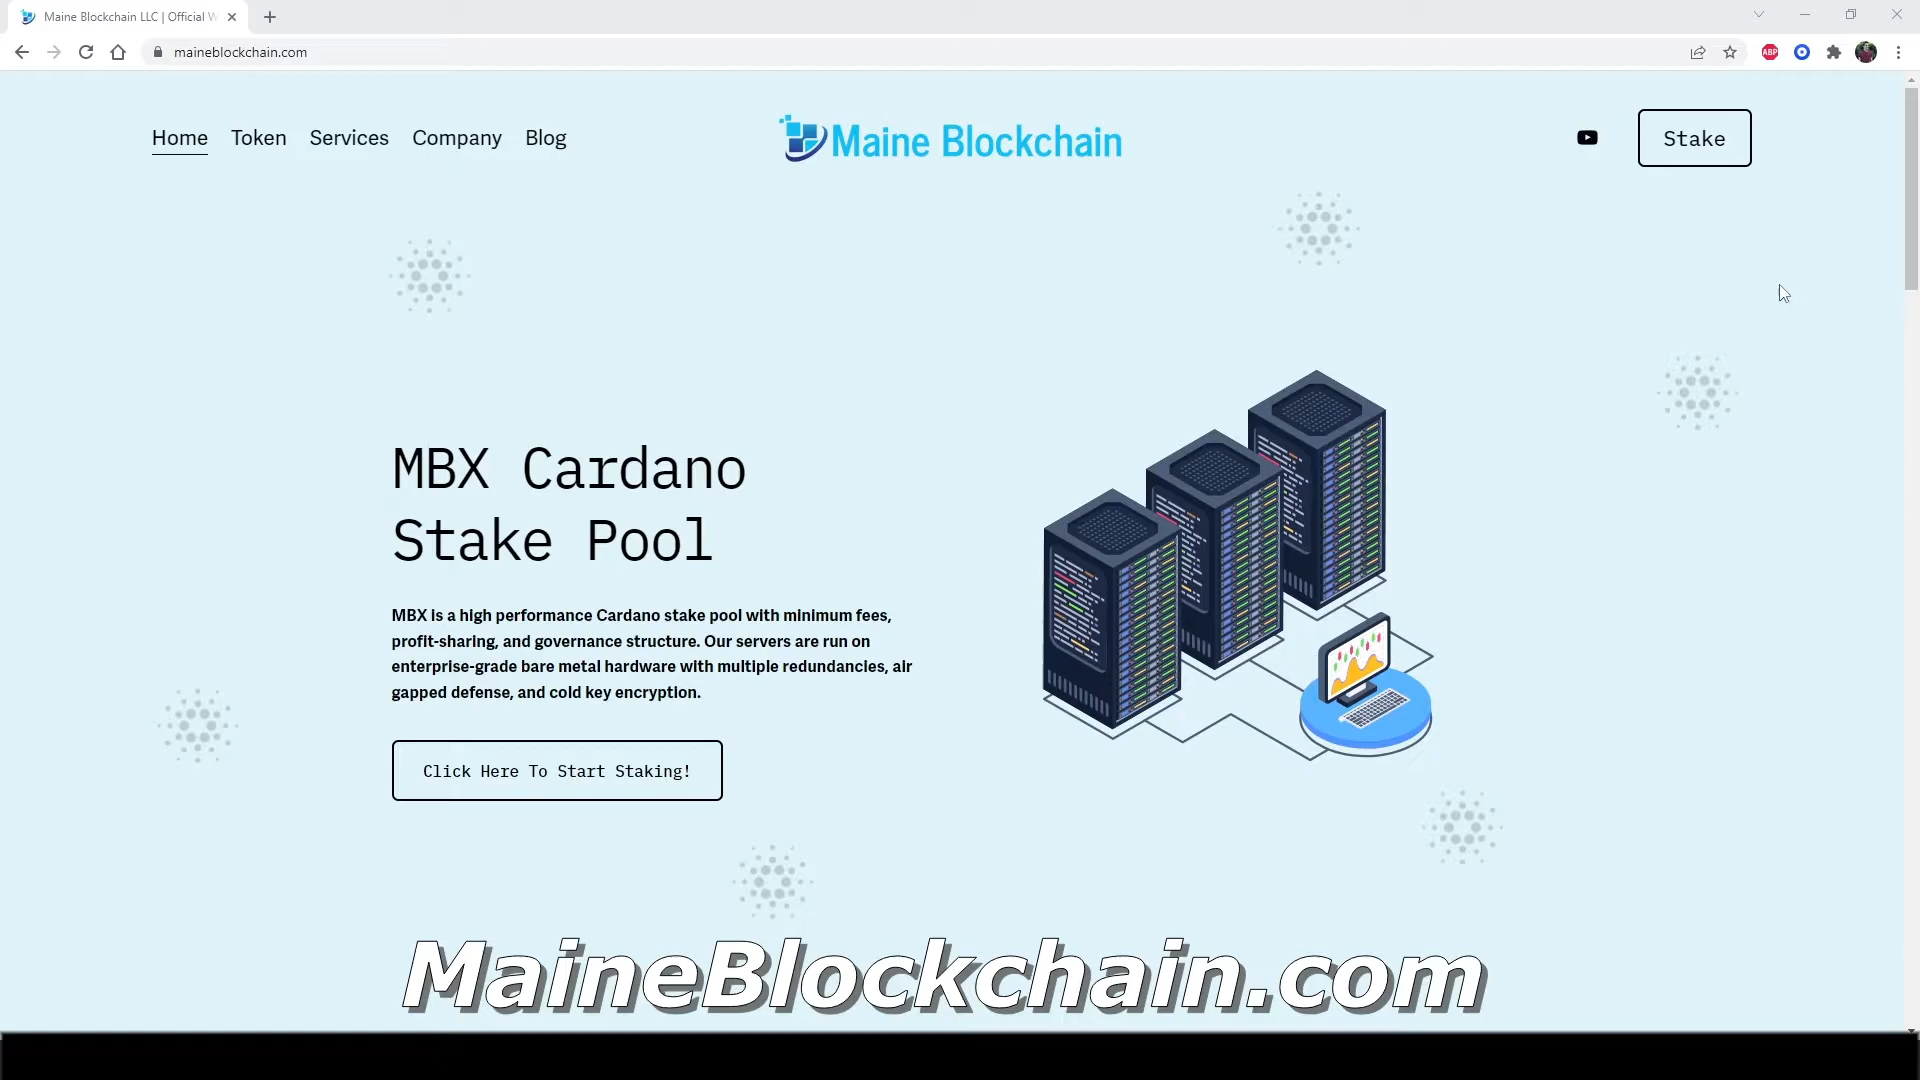 Maine Blockchain LLC | Official W
maineblockchain.com
ABP
Home Token Services Company Blog
Maine Blockchain
Stake
MBX Cardano
Stake Pool
MBX is a high performance Cardano stake pool with minimum fees,
profit-sharing, and governance structure. Our servers are run on
enterprise-grade bare metal hardware with multiple redundancies, air
gapped defense, and cold key encryption.
Click Here To Start Staking!
MaineBlockchain.com